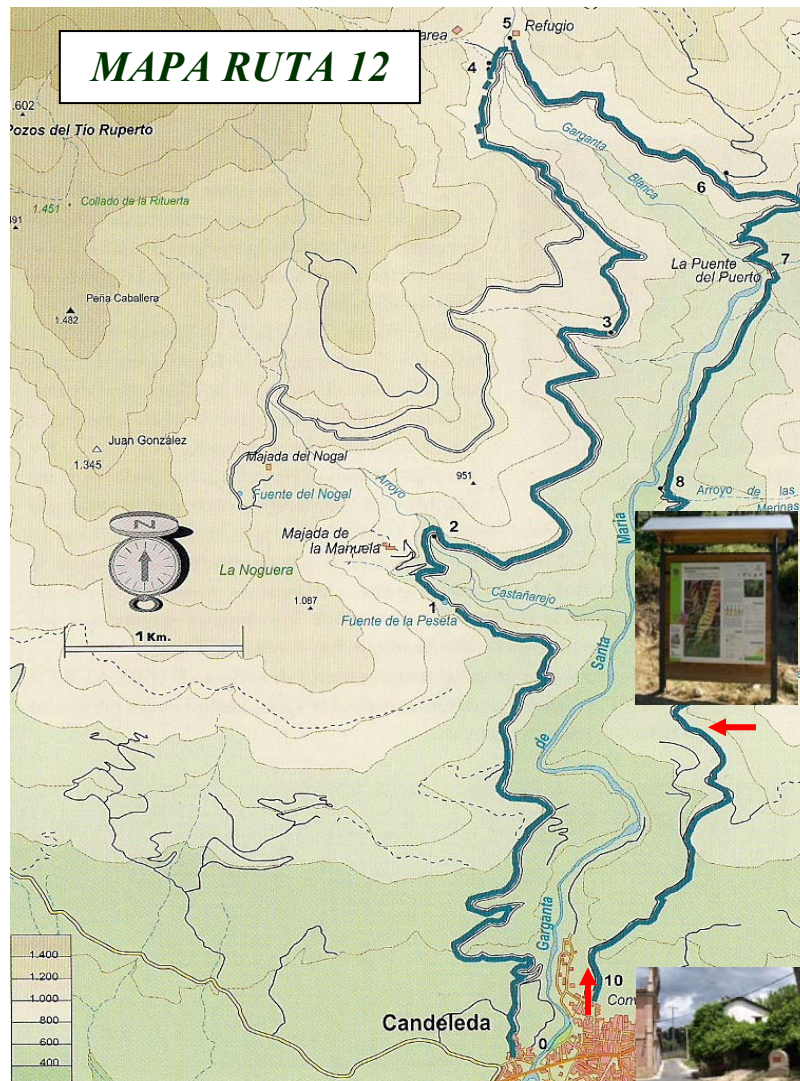 MAPA RUTA 12
5
Refugio
4
.602
Pozos del Tío Ruperto
1.451
Collado de la Rituerta
Garganta
Blanca
6
La Puente
del Puerto
7
Peña Caballera
1.482
3
Juan González
1.345
Majada del Nogal
Fuente del Nogal
951
Arroyo
8
Arroyo de las
Merinas
María
2
Majada de
la Manuela
N
La Noguera
1.087
1
Fuente de la Peseta
Castañarejo
1 Km.
Santa
de
Garganta
1.400
1.200
1.000
800
600
400
10
Candeleda
0